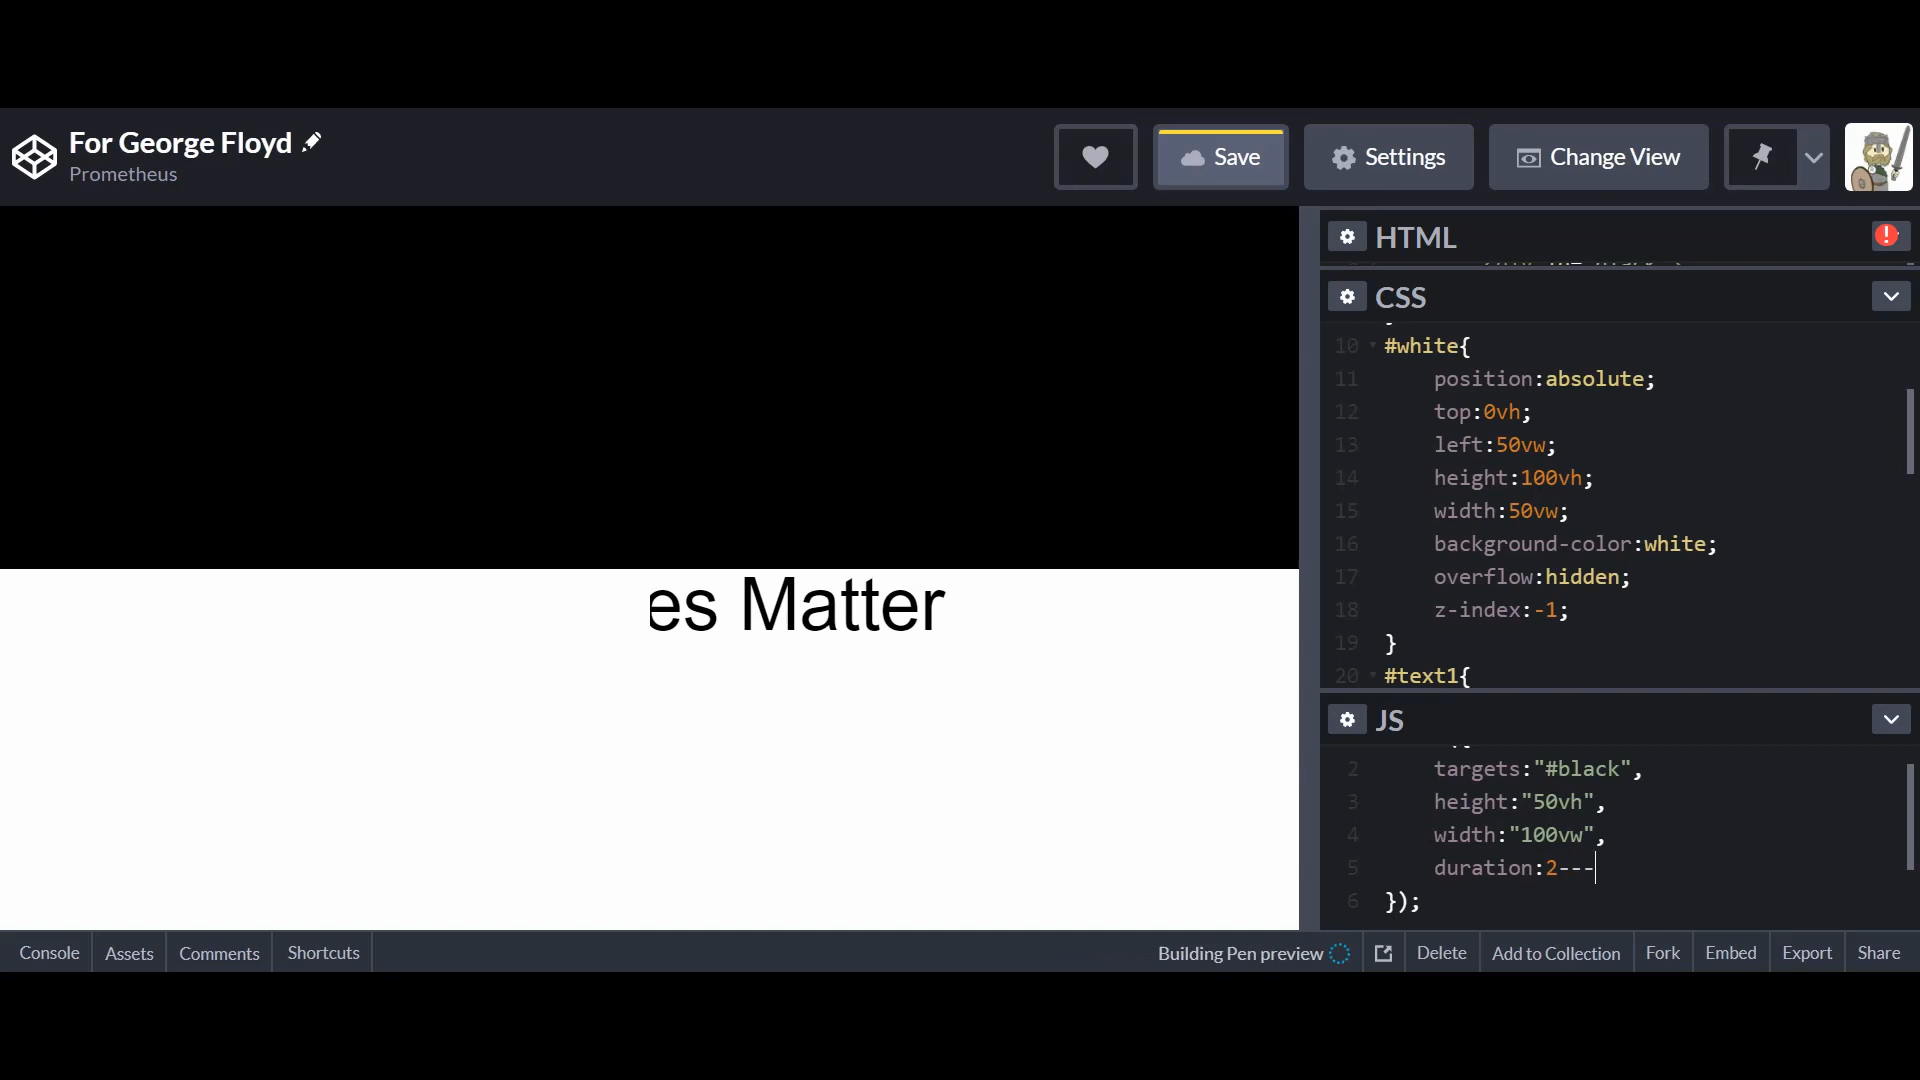 For George Floyd
Prometheus
Save
Settings
Change View
es Matter
HTML
CSS
10 #white{
11 position:absolute;
12 top:0vh;
13 left:50vw;
14 height:100vh;
15 width:50vw;
16 background-color:white;
17 overflow:hidden;
18 z-index:-1;
19 }
20 #text1{
JS
2 targets:"#black",
3 height:"50vh",
4 width:"100vw",
5 duration:2---
6 });
Console Assets Comments Shortcuts Building Pen preview Delete Add to Collection Fork Embed Export Share